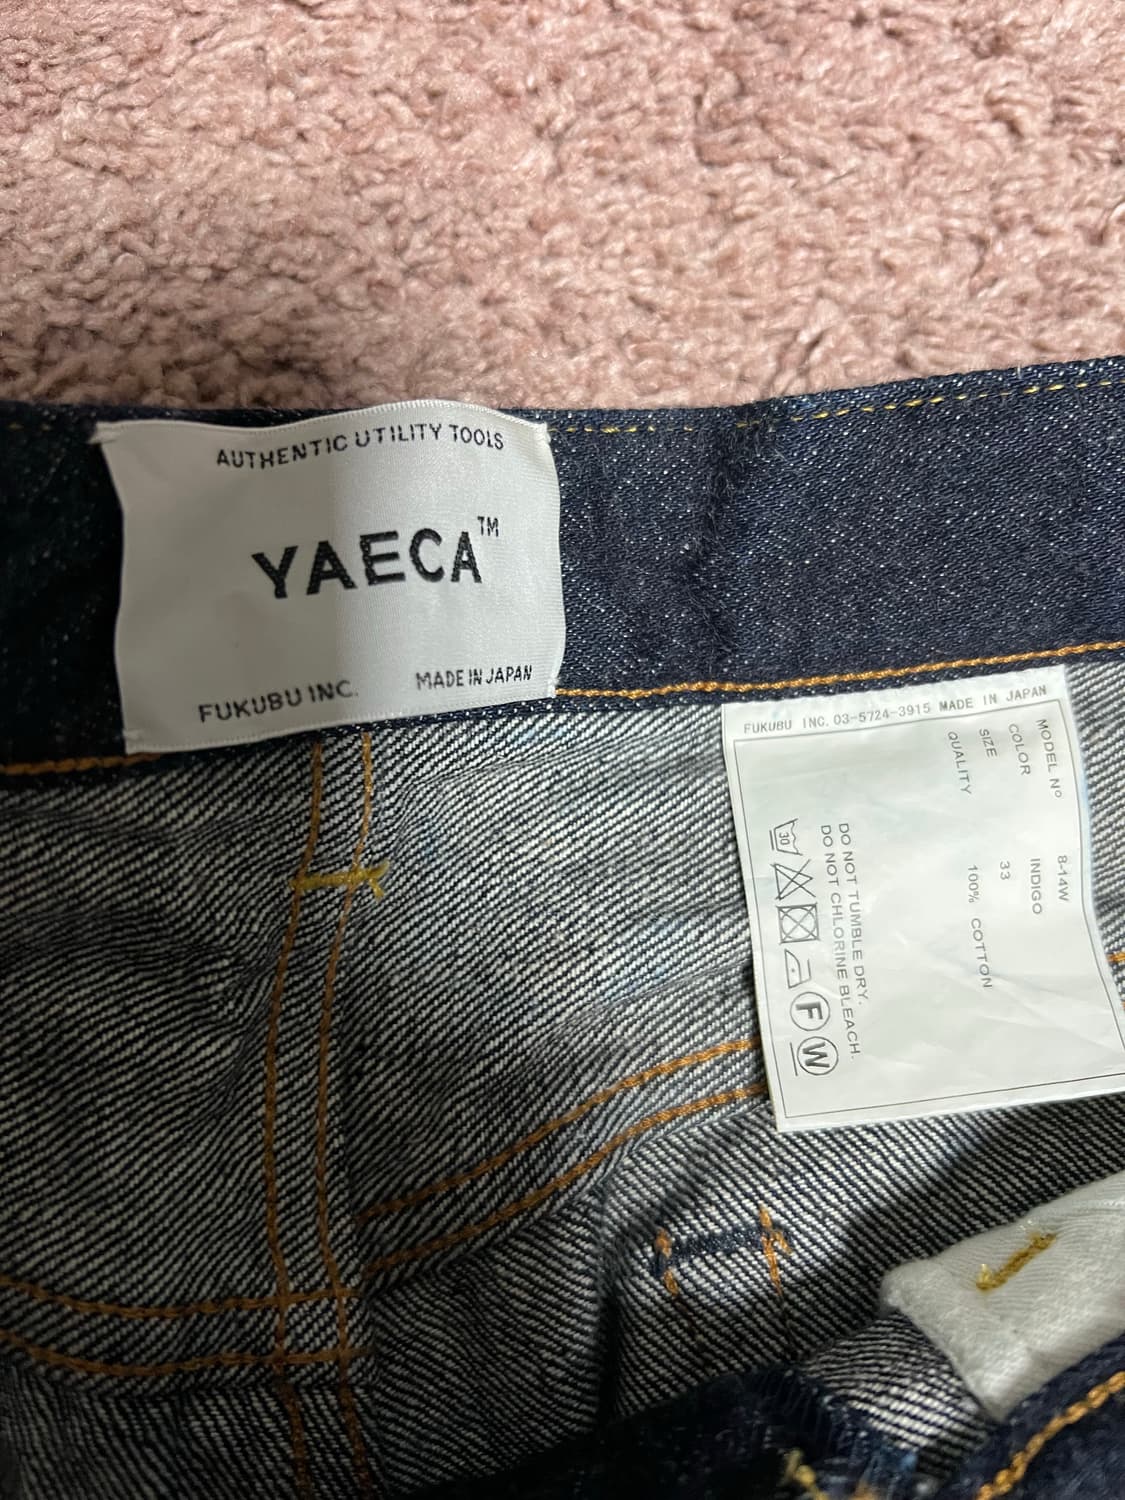 AUTHENTIC UTILITY TOOLS
YAECA™
FUKUBU INC. MADE IN JAPAN
FUKUBU INC. 03-5724-3915 MADE IN JAPAN
MODEL Nº 8-14W
COLOR INDIGO
SIZE 33
QUALITY 100% COTTON
DO NOT TUMBLE DRY.
DO NOT CHLORINE BLEACH.
30 F W